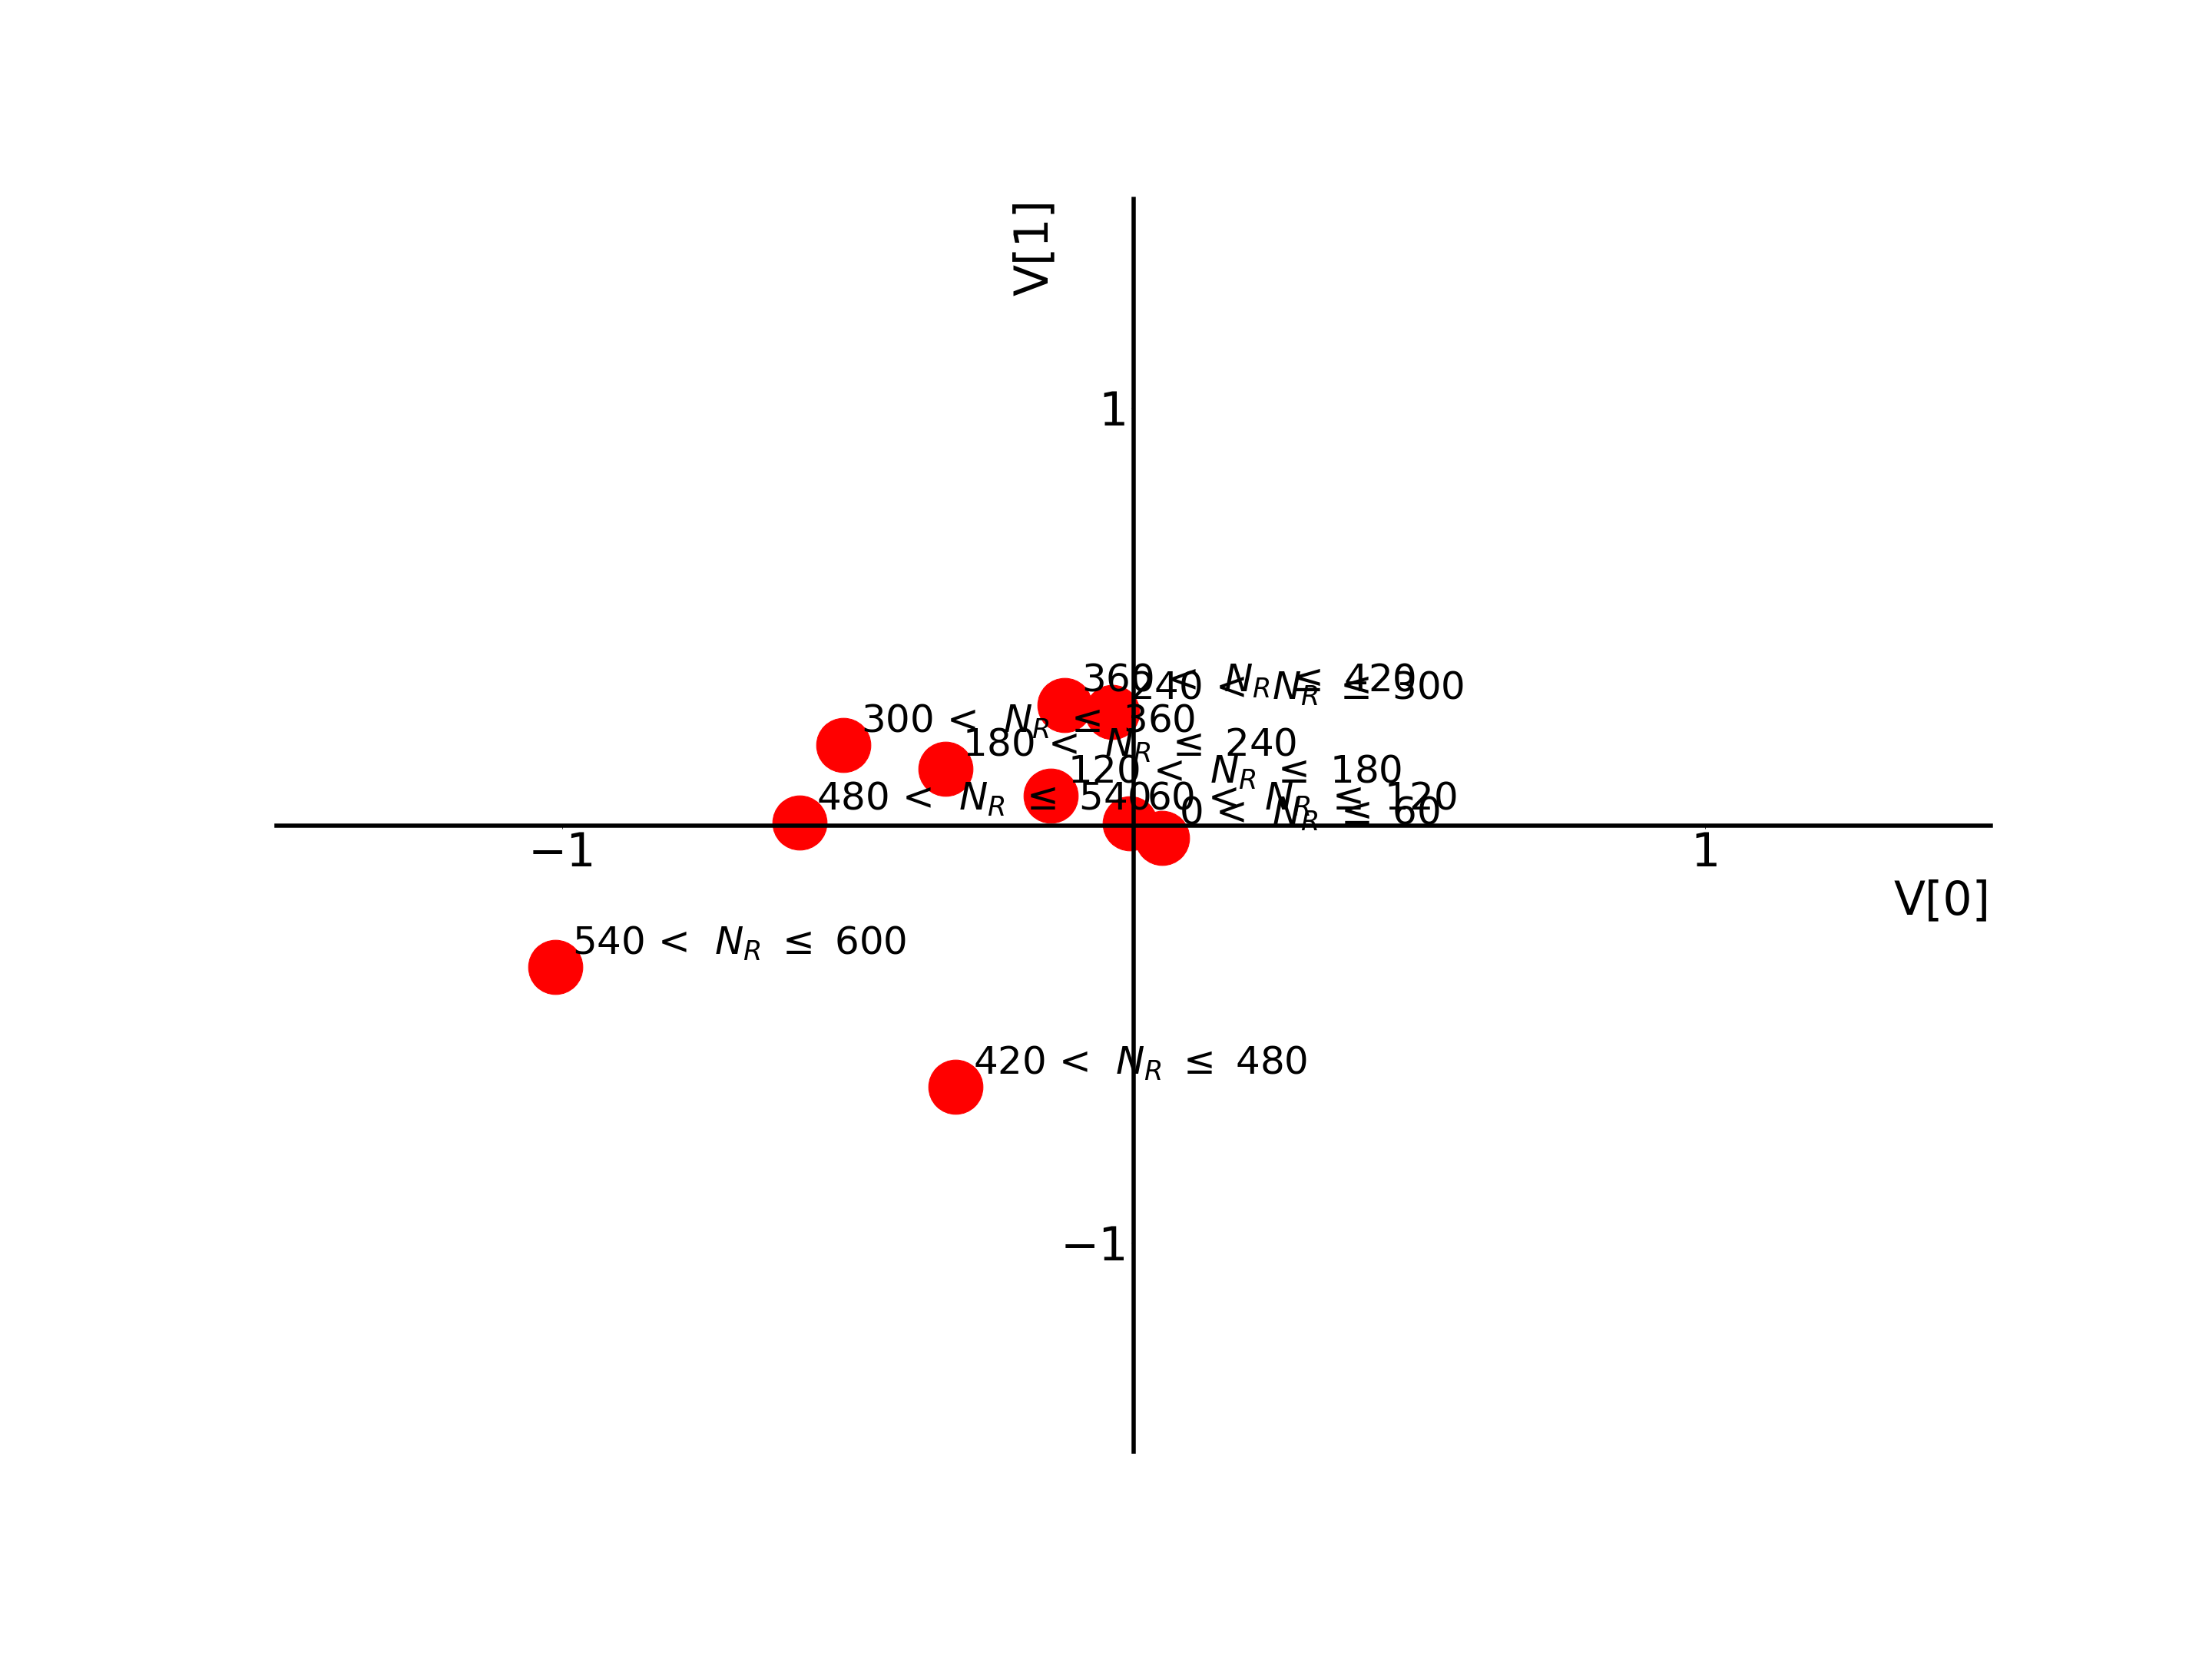 V[1]
1
360 < N_R ≤ 420
240 < N_R ≤ 300
300 < N_R ≤ 360
180 < N_R ≤ 240
120 < N_R ≤ 180
480 < N_R ≤ 540
60 < N_R ≤ 120
0 < N_R ≤ 60
−1
1
V[0]
540 < N_R ≤ 600
420 < N_R ≤ 480
−1